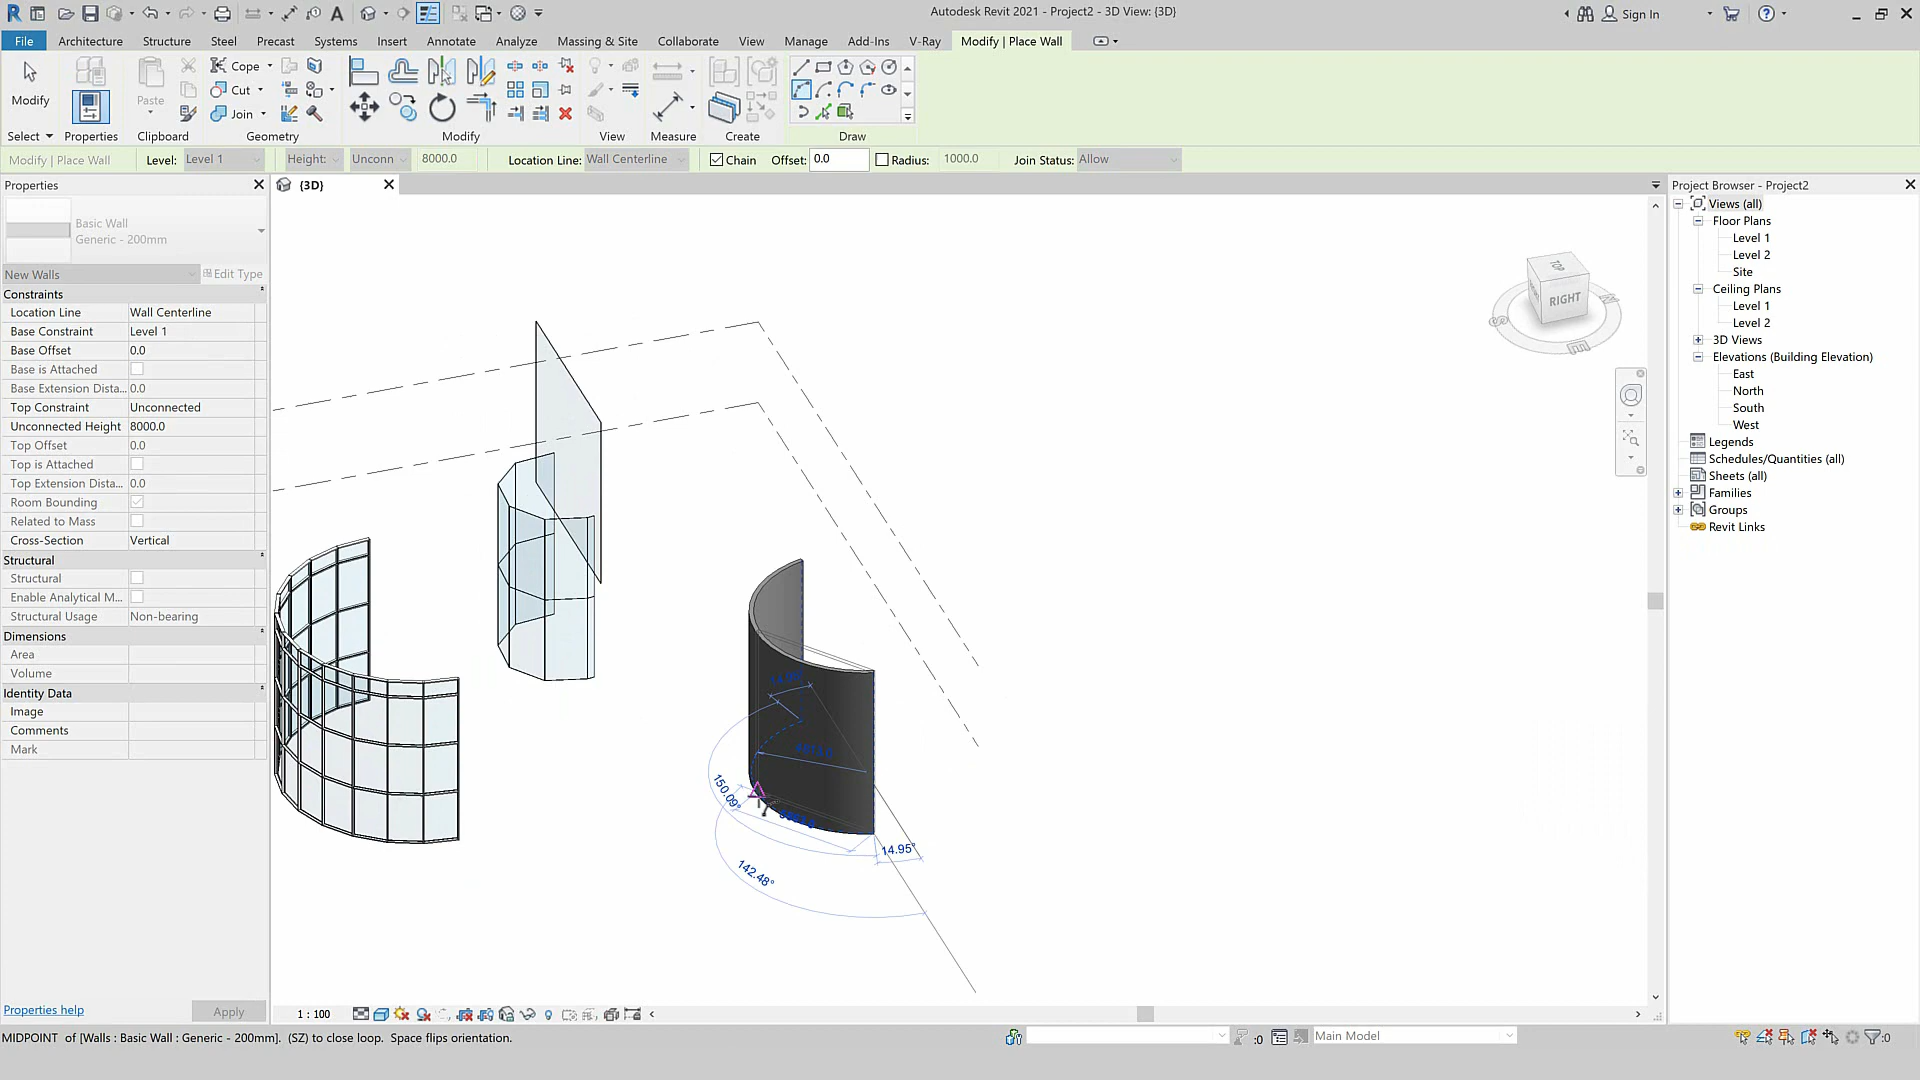 Autodesk Revit 2021 - Project2 - 3D View: {3D}
Sign In
File
Architecture
Structure
Steel
Precast
Systems
Insert
Annotate
Analyze
Massing & Site
Collaborate
View
Manage
Add-Ins
V-Ray
Modify | Place Wall
Modify
Paste
Cope
Cut
Join
Select
Properties
Clipboard
Geometry
Modify
View
Measure
Create
Draw
Modify | Place Wall
Level:
Level 1
Height:
Unconn
8000.0
Location Line:
Wall Centerline
Chain
Offset:
0.0
Radius:
1000.0
Join Status:
Allow
Properties
Basic Wall
Generic - 200mm
New Walls
Edit Type
Constraints
Location Line Wall Centerline
Base Constraint Level 1
Base Offset 0.0
Base is Attached
Base Extension Dista... 0.0
Top Constraint Unconnected
Unconnected Height 8000.0
Top Offset 0.0
Top is Attached
Top Extension Dista... 0.0
Room Bounding
Related to Mass
Cross-Section Vertical
Structural
Structural
Enable Analytical M...
Structural Usage Non-bearing
Dimensions
Area
Volume
Identity Data
Image
Comments
Mark
Properties help
Apply
{3D}
TOP
RIGHT
S
E
150.09°
14.95°
142.48°
Project Browser - Project2
Views (all)
Floor Plans
Level 1
Level 2
Site
Ceiling Plans
Level 1
Level 2
3D Views
Elevations (Building Elevation)
East
North
South
West
Legends
Schedules/Quantities (all)
Sheets (all)
Families
Groups
Revit Links
1 : 100
MIDPOINT of [Walls : Basic Wall : Generic - 200mm]. (SZ) to close loop. Space flips orientation.
:0
Main Model
:0